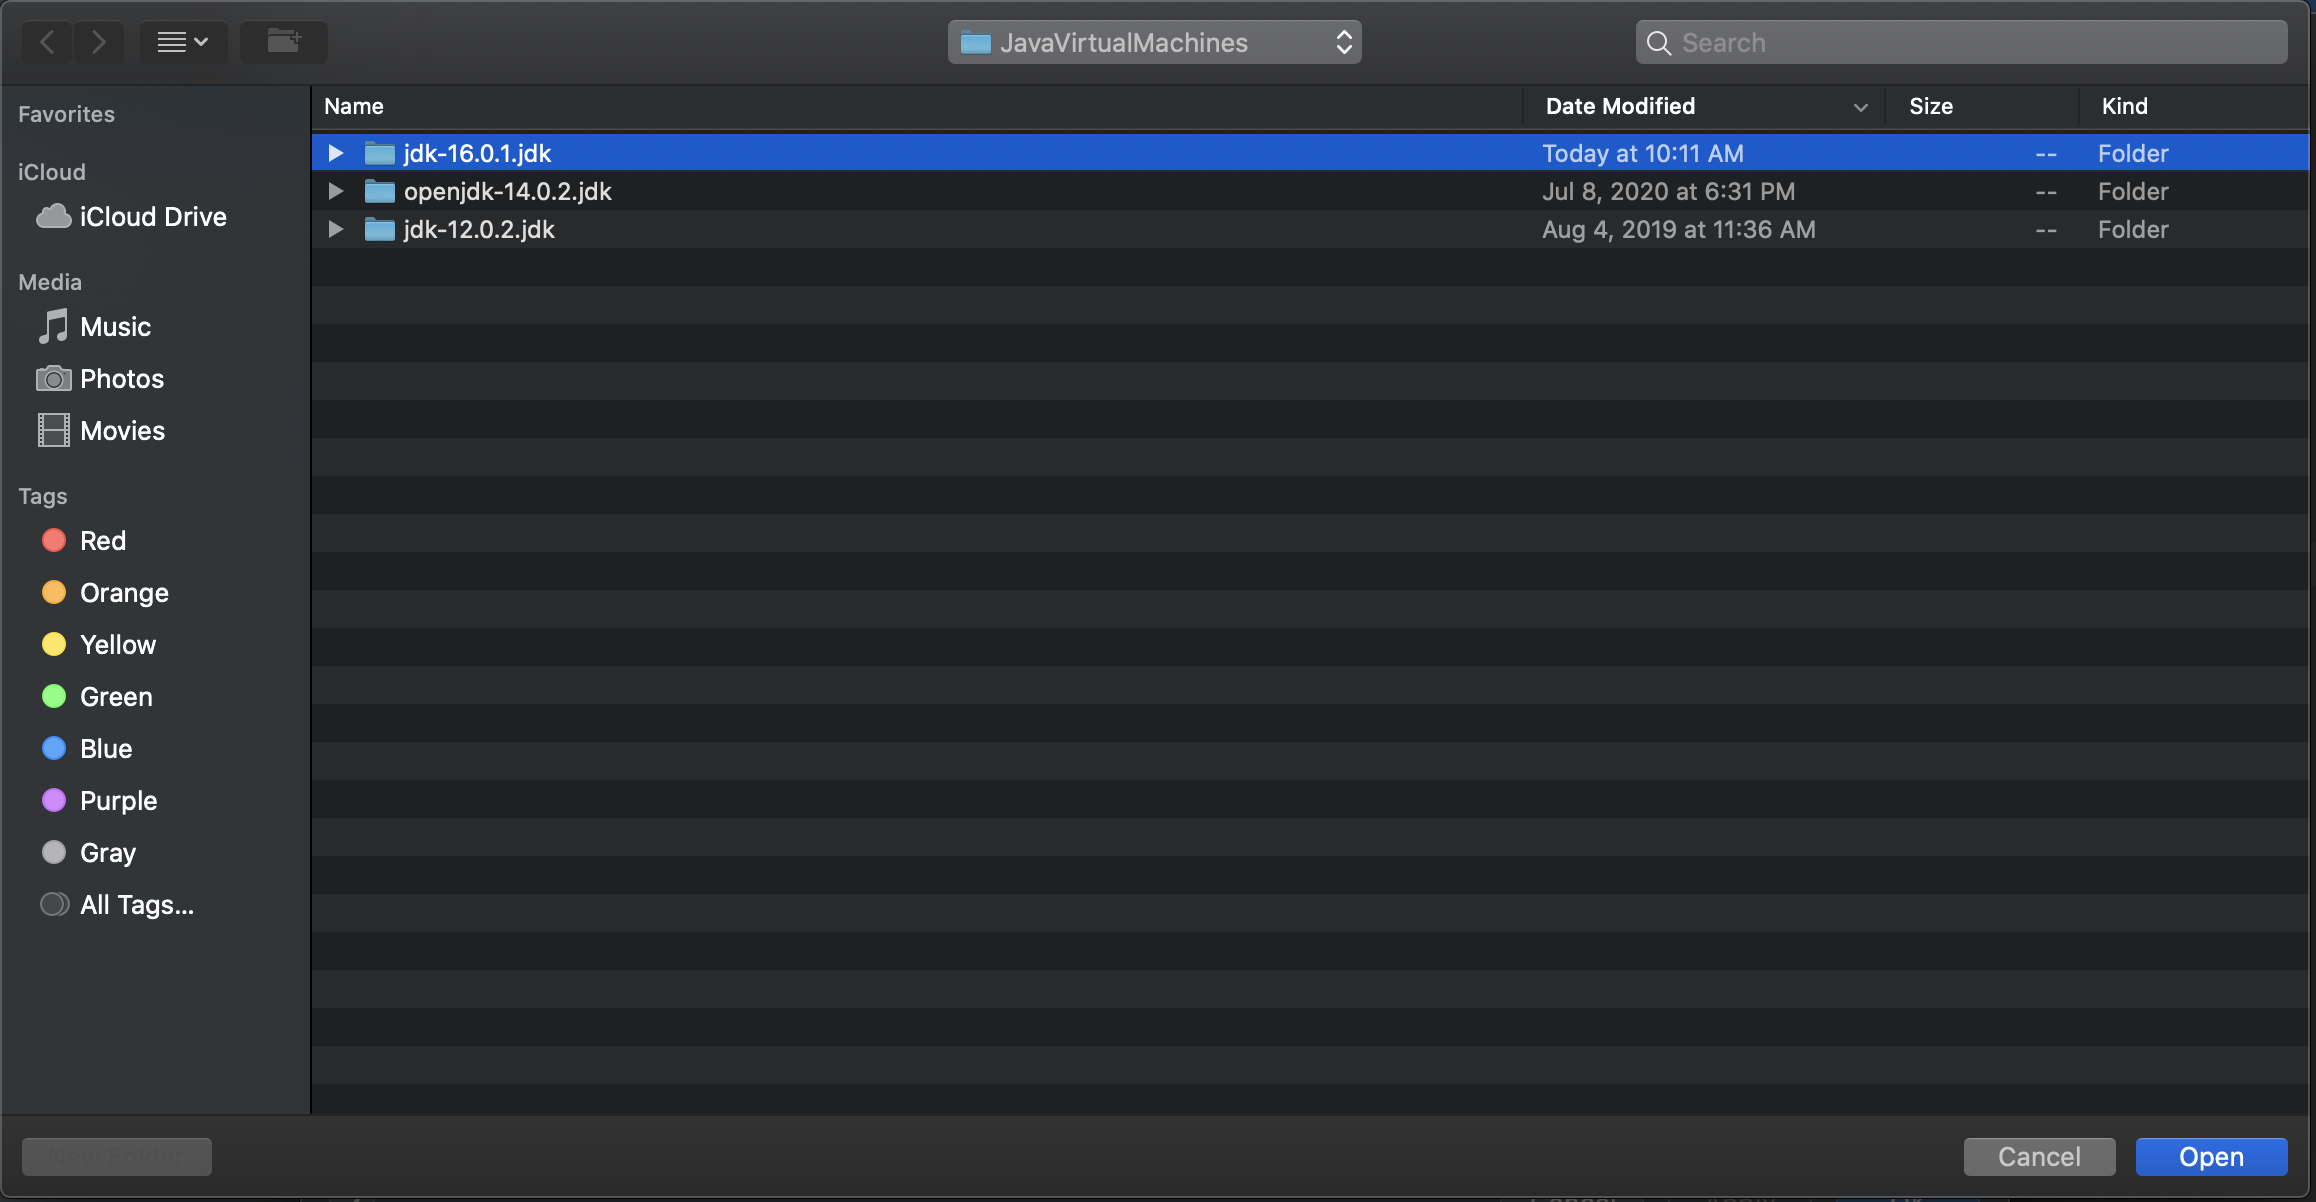 JavaVirtualMachines
Search
Favorites
iCloud
iCloud Drive
Media
Music
Photos
Movies
Tags
Red
Orange
Yellow
Green
Blue
Purple
Gray
All Tags...
Name Date Modified Size Kind
jdk-16.0.1.jdk Today at 10:11 AM -- Folder
openjdk-14.0.2.jdk Jul 8, 2020 at 6:31 PM -- Folder
jdk-12.0.2.jdk Aug 4, 2019 at 11:36 AM -- Folder
New Folder
Cancel
Open